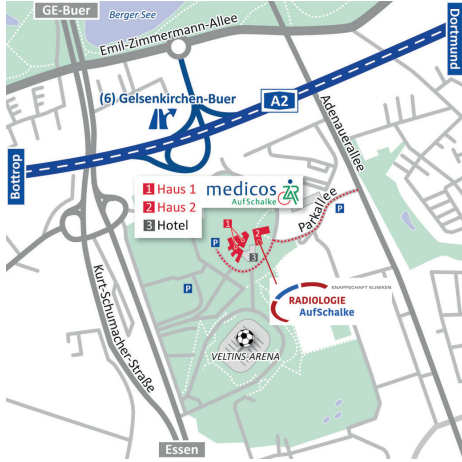 GE-Buer
Berger See
Dortmund
Emil-Zimmermann-Allee
(6) Gelsenkirchen-Buer
A2
Adenauerallee
Bottrop
1 Haus 1
2 Haus 2
3 Hotel
medicos
AufSchalke
ZAR
Parkallee
P
1
2
3
P
P
KNAPPSCHAFT KLINIKEN
RADIOLOGIE
AufSchalke
Kurt-Schumacher-Straße
VELTINS-ARENA
Essen